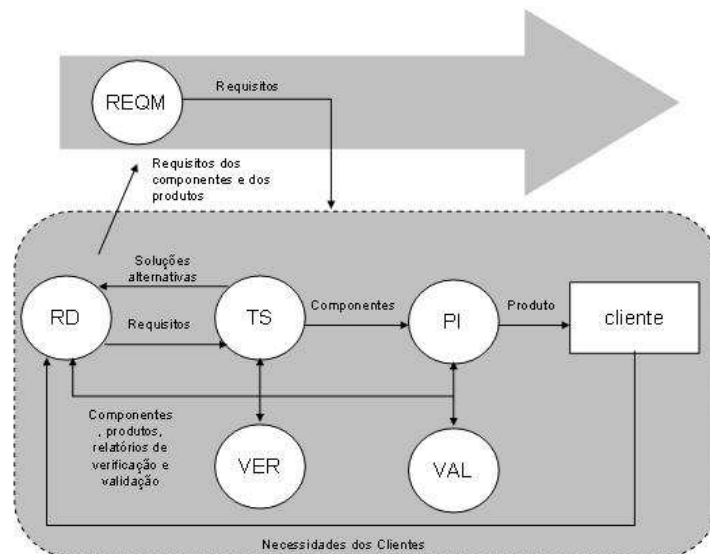 REQM
Requisitos
Requisitos dos
componentes e dos
produtos
Soluções
alternativas
RD
Requisitos
TS
Componentes
PI
Produto
cliente
Componentes
, produtos,
relatórios de
verificação e
validação
VER
VAL
Necessidades dos Clientes